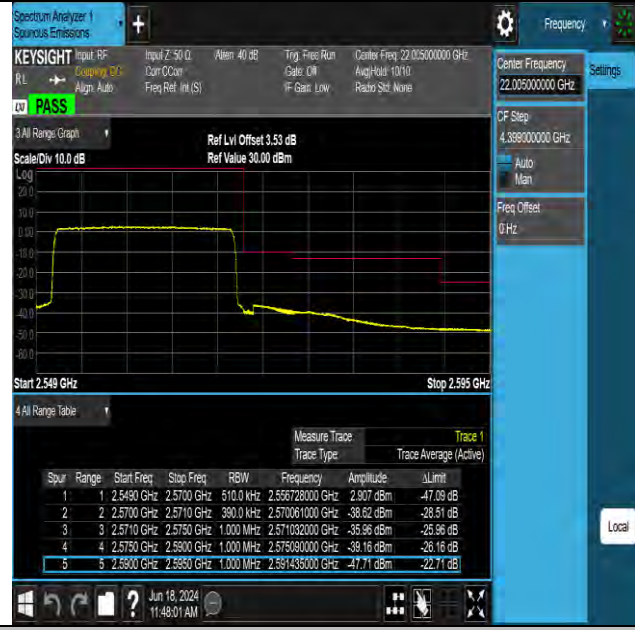 Spectrum Analyzer 1
Spurious Emissions
Frequency
KEYSIGHT
Input: RF
Coupling: DC
Align: Auto
Input Z: 50 Ω
Corr CCorr
Freq Ref: Int (S)
Atten: 40 dB
Trig: Free Run
Gate: Off
IF Gain: Low
Center Freq: 22.005000000 GHz
Avg|Hold: 10/10
Radio Std: None
RL
LXI
PASS
Center Frequency
22.005000000 GHz
Settings
CF Step
4.399000000 GHz
Auto
Man
Freq Offset
0 Hz
3 All Range Graph
Scale/Div 10.0 dB
Ref Lvl Offset 3.53 dB
Ref Value 30.00 dBm
Log
20.0
10.0
0.00
-10.0
-20.0
-30.0
-40.0
-50.0
-60.0
Start 2.549 GHz
Stop 2.595 GHz
4 All Range Table
Measure Trace Trace 1
Trace Type Trace Average (Active)
Spur Range Start Freq Stop Freq RBW Frequency Amplitude ΔLimit
1 1 2.5490 GHz 2.5700 GHz 510.0 kHz 2.556728000 GHz 2.907 dBm -47.09 dB
2 2 2.5700 GHz 2.5710 GHz 390.0 kHz 2.570061000 GHz -38.62 dBm -28.51 dB
3 3 2.5710 GHz 2.5750 GHz 1.000 MHz 2.571032000 GHz -35.96 dBm -25.96 dB
4 4 2.5750 GHz 2.5900 GHz 1.000 MHz 2.575090000 GHz -39.16 dBm -26.16 dB
5 5 2.5900 GHz 2.5950 GHz 1.000 MHz 2.591435000 GHz -47.71 dBm -22.71 dB
Local
Jun 18, 2024
11:48:01 AM